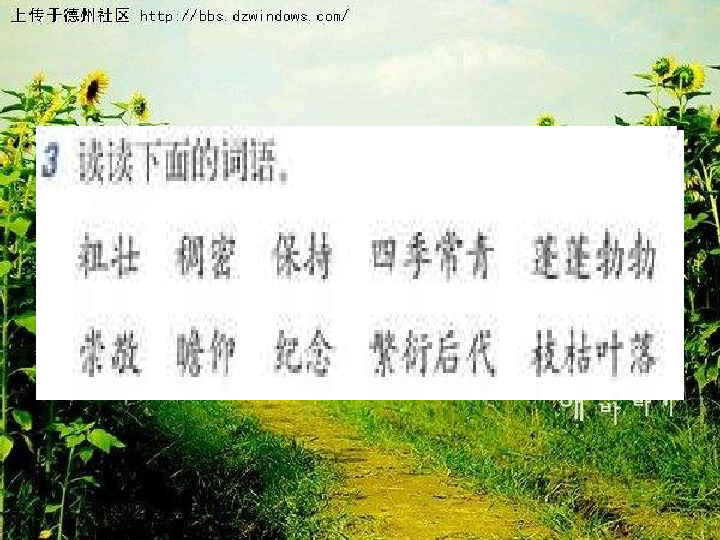 上传于德州社区 http://bbs.dzwindows.com/
3 读读下面的词语。
粗壮 稠密 保持 四季常青 蓬蓬勃勃
崇敬 瞻仰 纪念 繁衍后代 枝枯叶落